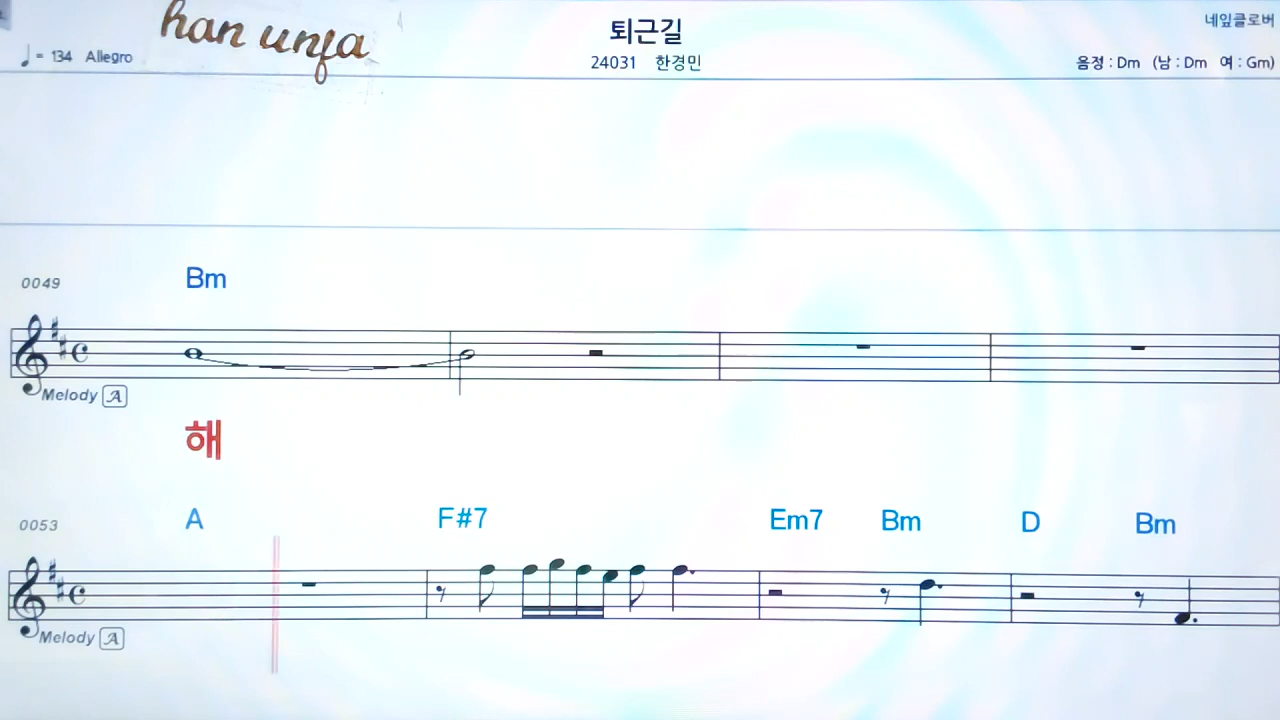 han unja
퇴근길
네잎클로버
♩ = 134 Allegro
24031 한경민
음정 : Dm (남 : Dm 여 : Gm)
0049 Bm
Melody A
해
0053 A F#7 Em7 Bm D Bm
Melody A